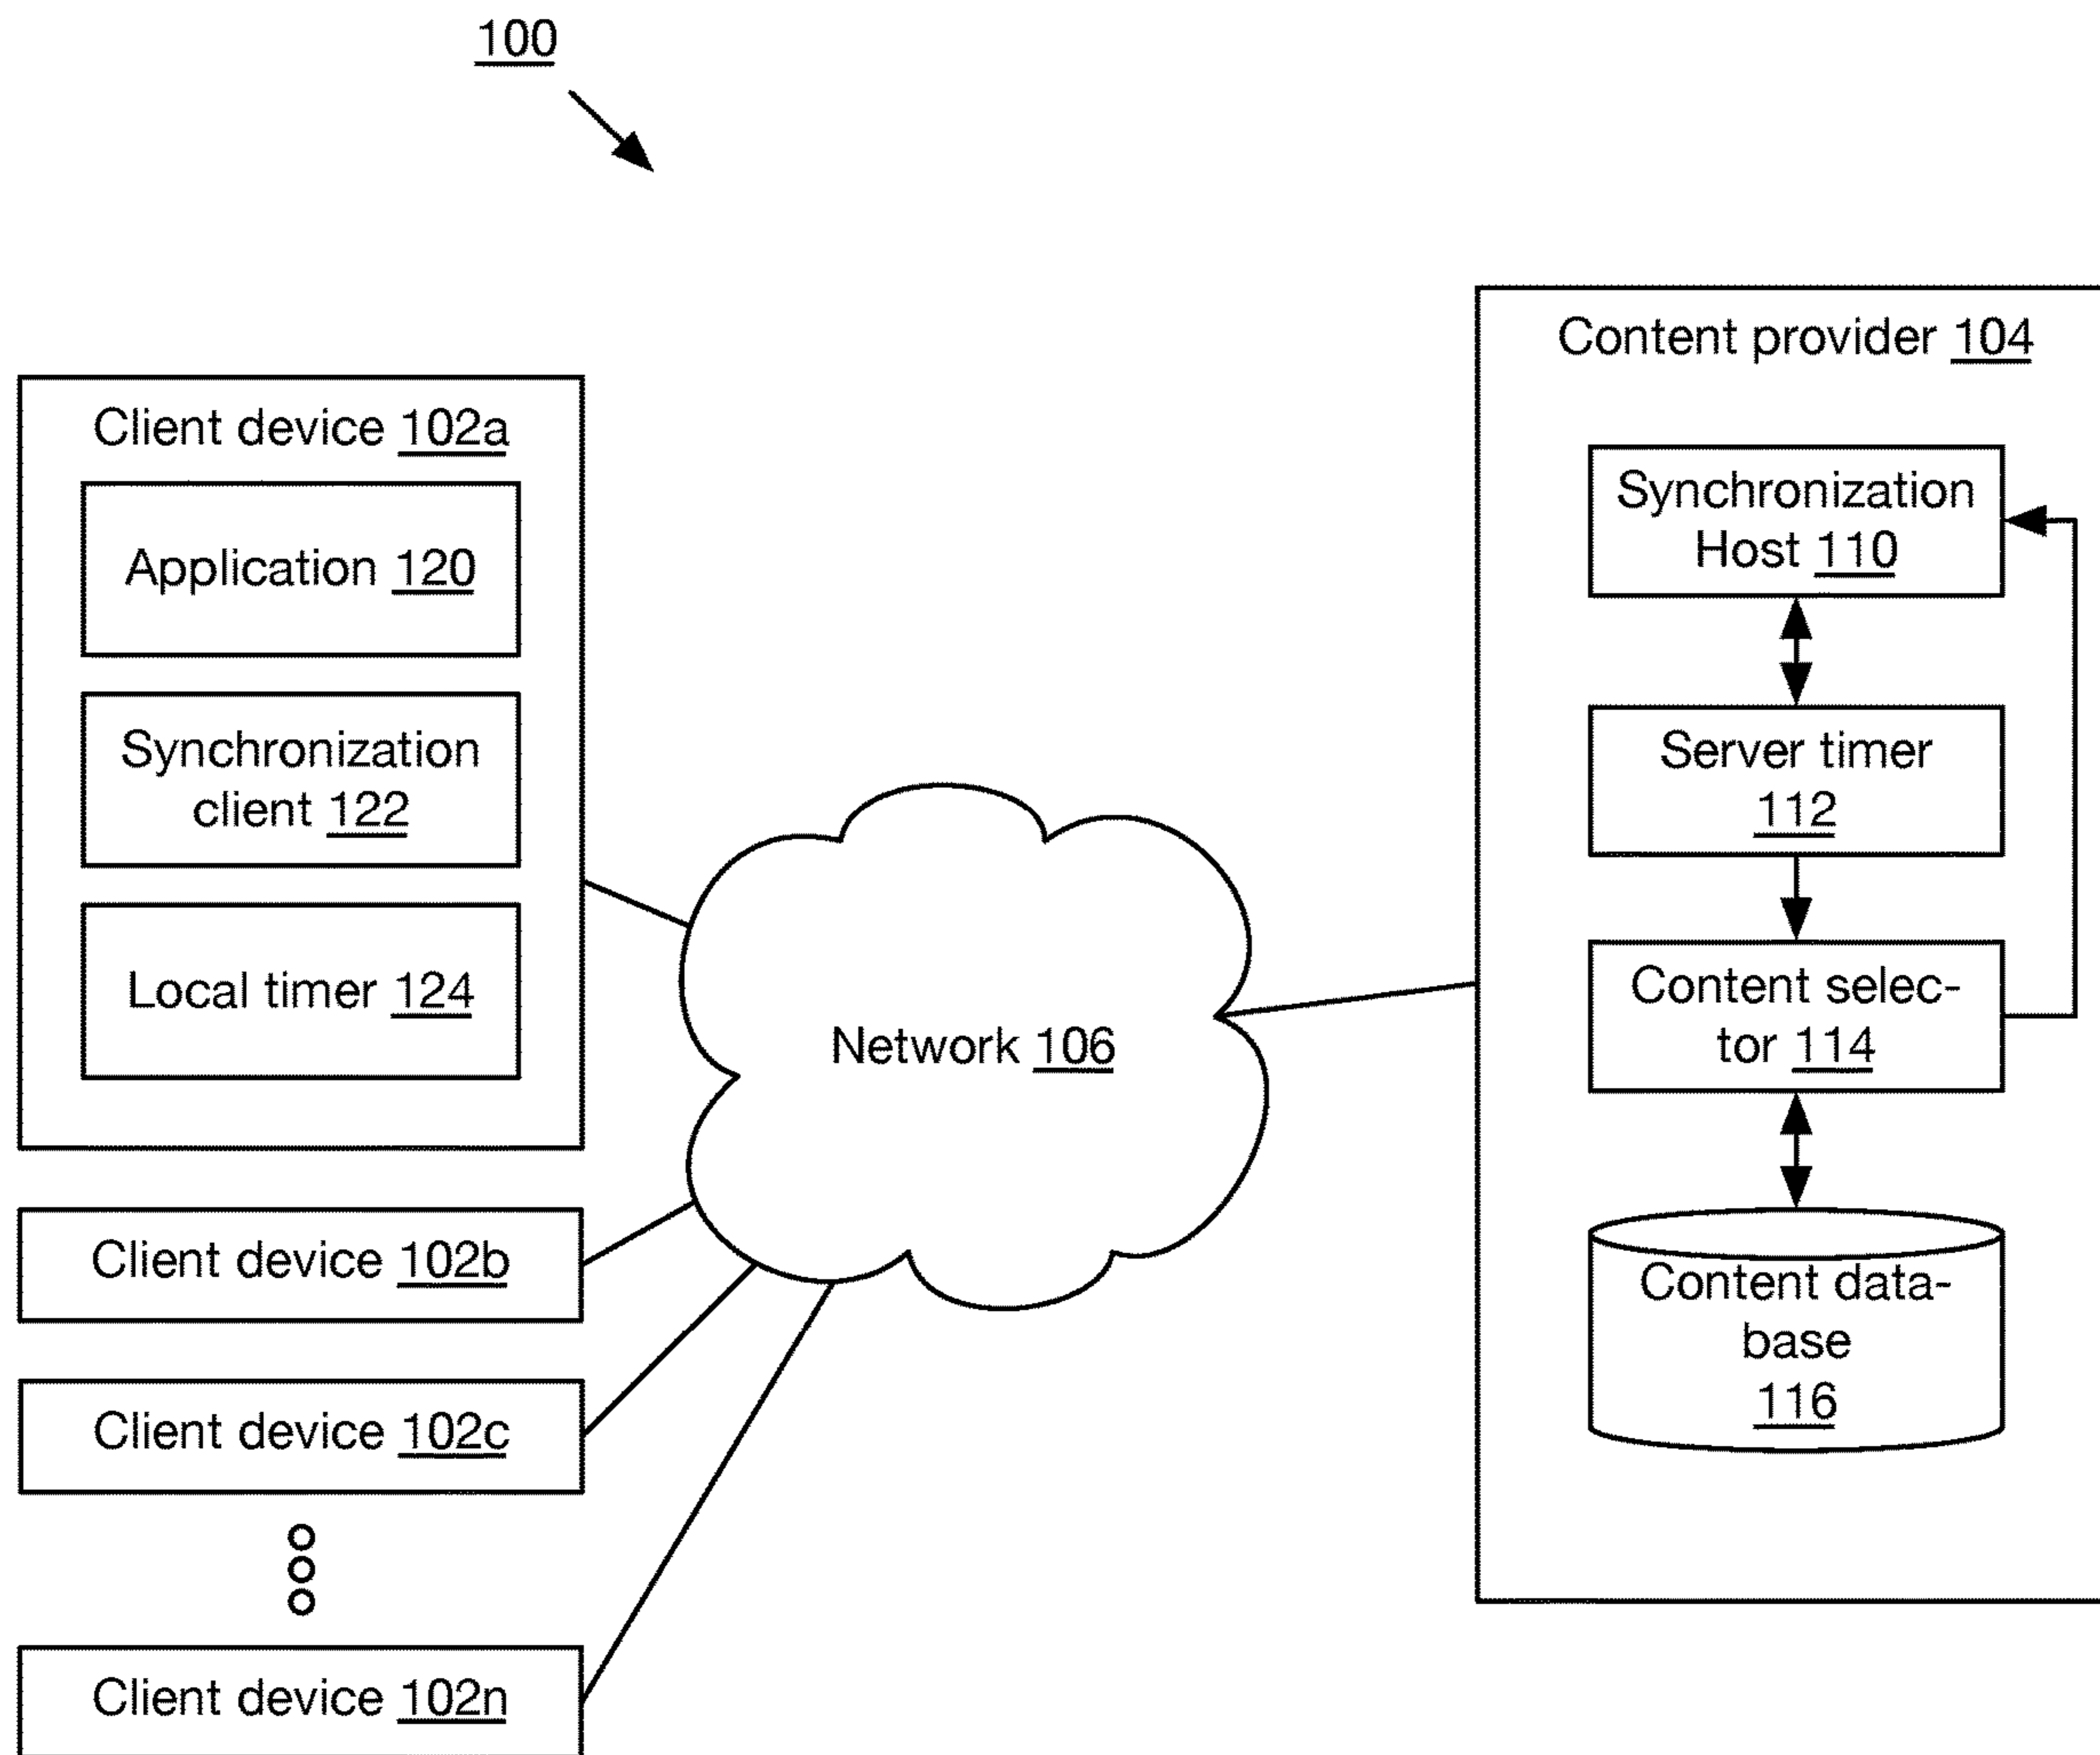 100
Client device 102a
Application 120
Synchronization
client 122
Local timer 124
Client device 102b
Client device 102c
Client device 102n
Network 106
Content provider 104
Synchronization
Host 110
Server timer
112
Content selec-
tor 114
Content data-
base
116